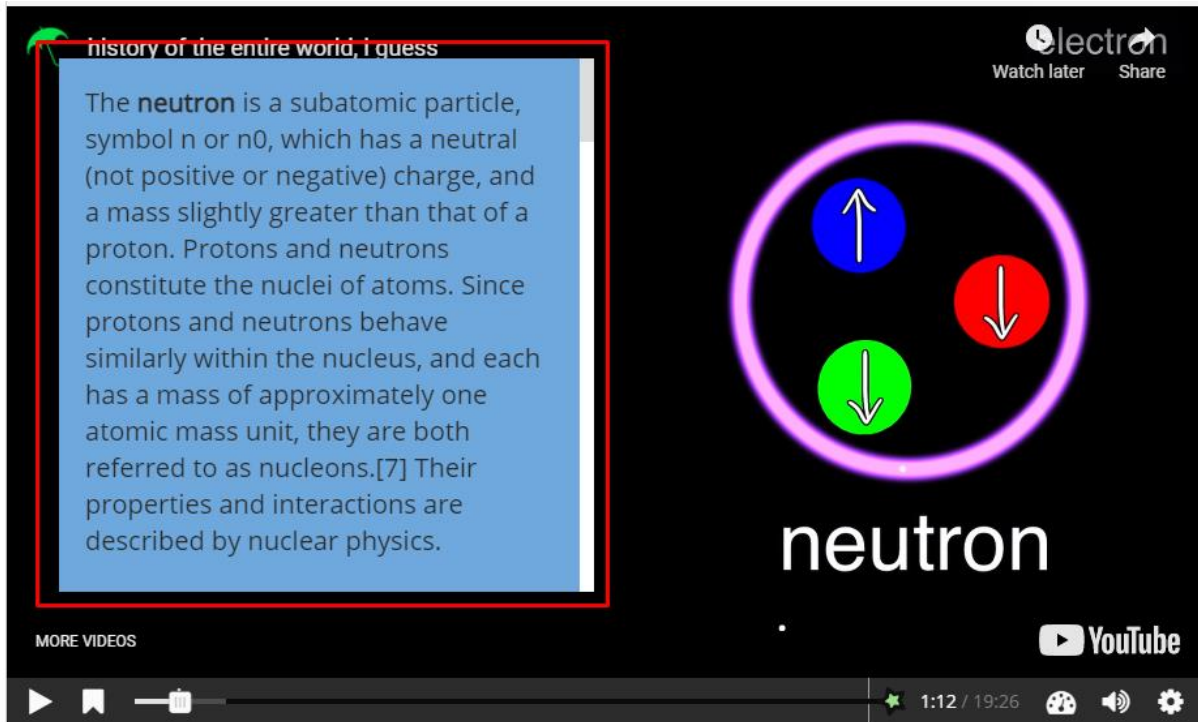 history of the entire world, i guess
electron
Watch later
Share
The neutron is a subatomic particle,
symbol n or n0, which has a neutral
(not positive or negative) charge, and
a mass slightly greater than that of a
proton. Protons and neutrons
constitute the nuclei of atoms. Since
protons and neutrons behave
similarly within the nucleus, and each
has a mass of approximately one
atomic mass unit, they are both
referred to as nucleons.[7] Their
properties and interactions are
described by nuclear physics.
neutron
MORE VIDEOS
YouTube
1:12 / 19:26